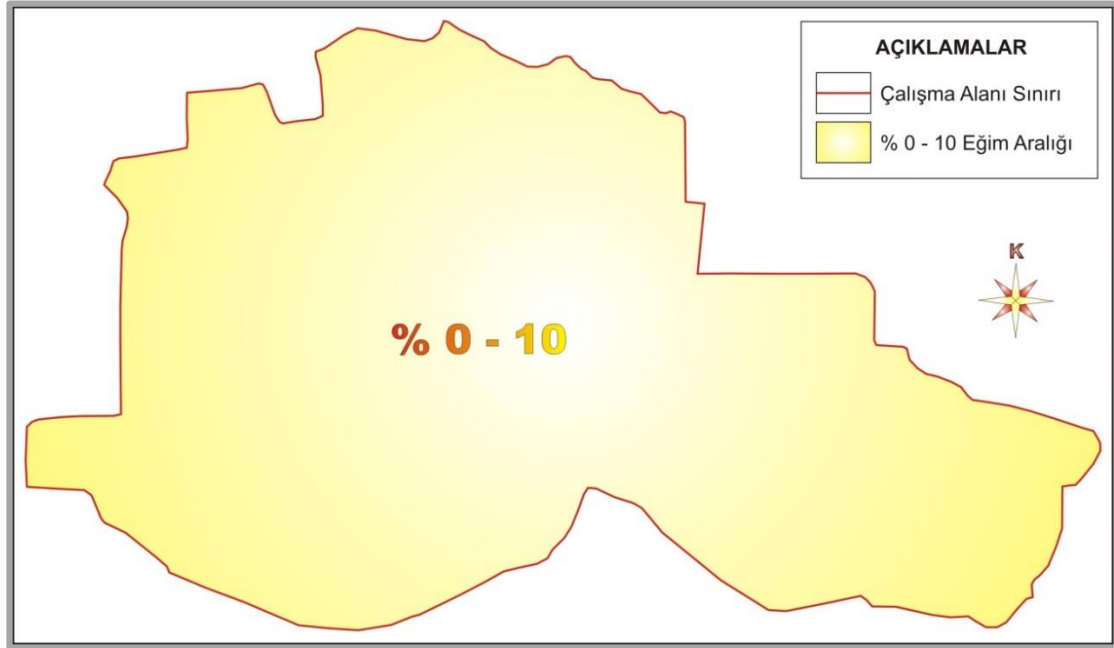 AÇIKLAMALAR
Çalışma Alanı Sınırı
% 0 - 10 Eğim Aralığı
K
% 0 - 10